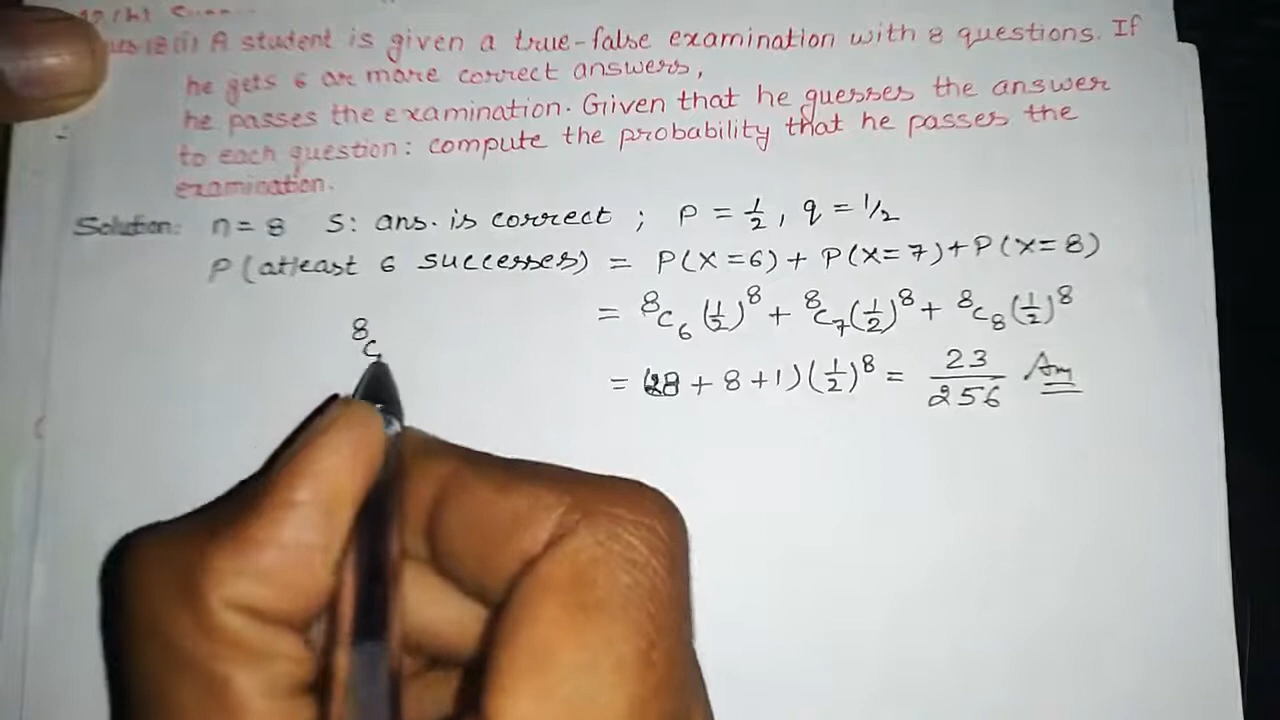 (i) A student is given a true-false examination with 8 questions. If
he gets 6 or more correct answers,
he passes the examination. Given that he guesses the answer
to each question: compute the probability that he passes the
examination.
Solution: n = 8 S: ans. is correct ; P = 1/2, q = 1/2
P (atleast 6 successes) = P(X=6) + P(X=7) + P(X=8)
= ⁸C₆ (1/2)⁸ + ⁸C₇ (1/2)⁸ + ⁸C₈ (1/2)⁸
⁸C
= (28 + 8 + 1) (1/2)⁸ = 23/256 Ans